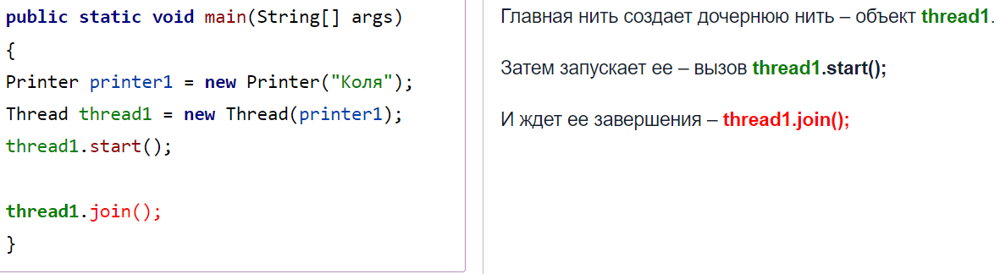 public static void main(String[] args)
{
Printer printer1 = new Printer("Коля");
Thread thread1 = new Thread(printer1);
thread1.start();
thread1.join();
}
Главная нить создает дочернюю нить – объект thread1.
Затем запускает ее – вызов thread1.start();
И ждет ее завершения – thread1.join();